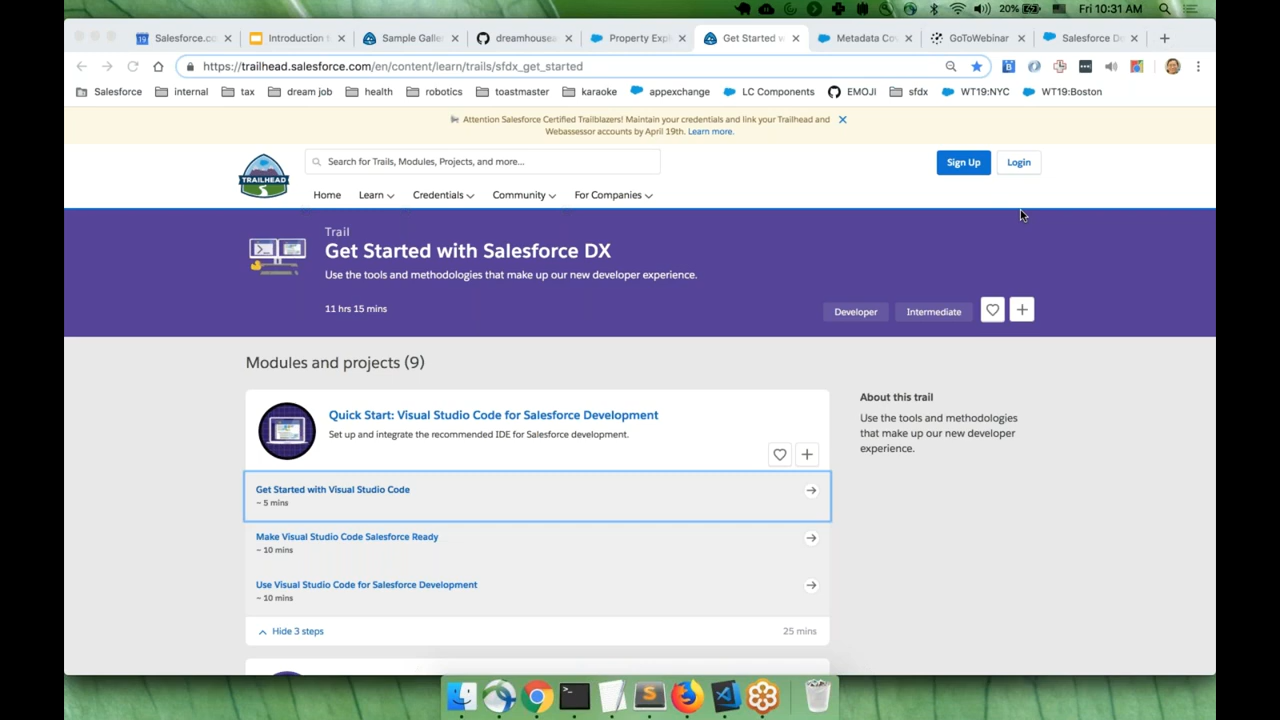 20% Fri 10:31 AM
19 Salesforce.co
Introduction t
Sample Galle
dreamhousea
Property Expl
Get Started w
Metadata Cov
GoToWebinar
Salesforce De
https://trailhead.salesforce.com/en/content/learn/trails/sfdx_get_started
Salesforce internal tax dream job health robotics toastmaster karaoke appexchange LC Components EMOJI sfdx WT19:NYC WT19:Boston
Attention Salesforce Certified Trailblazers! Maintain your credentials and link your Trailhead and
Webassessor accounts by April 19th. Learn more.
TRAILHEAD
Search for Trails, Modules, Projects, and more...
Sign Up
Login
Home Learn Credentials Community For Companies
Trail
Get Started with Salesforce DX
Use the tools and methodologies that make up our new developer experience.
11 hrs 15 mins
Developer
Intermediate
Modules and projects (9)
Quick Start: Visual Studio Code for Salesforce Development
Set up and integrate the recommended IDE for Salesforce development.
Get Started with Visual Studio Code
~ 5 mins
Make Visual Studio Code Salesforce Ready
~ 10 mins
Use Visual Studio Code for Salesforce Development
~ 10 mins
Hide 3 steps
25 mins
About this trail
Use the tools and methodologies
that make up our new developer
experience.